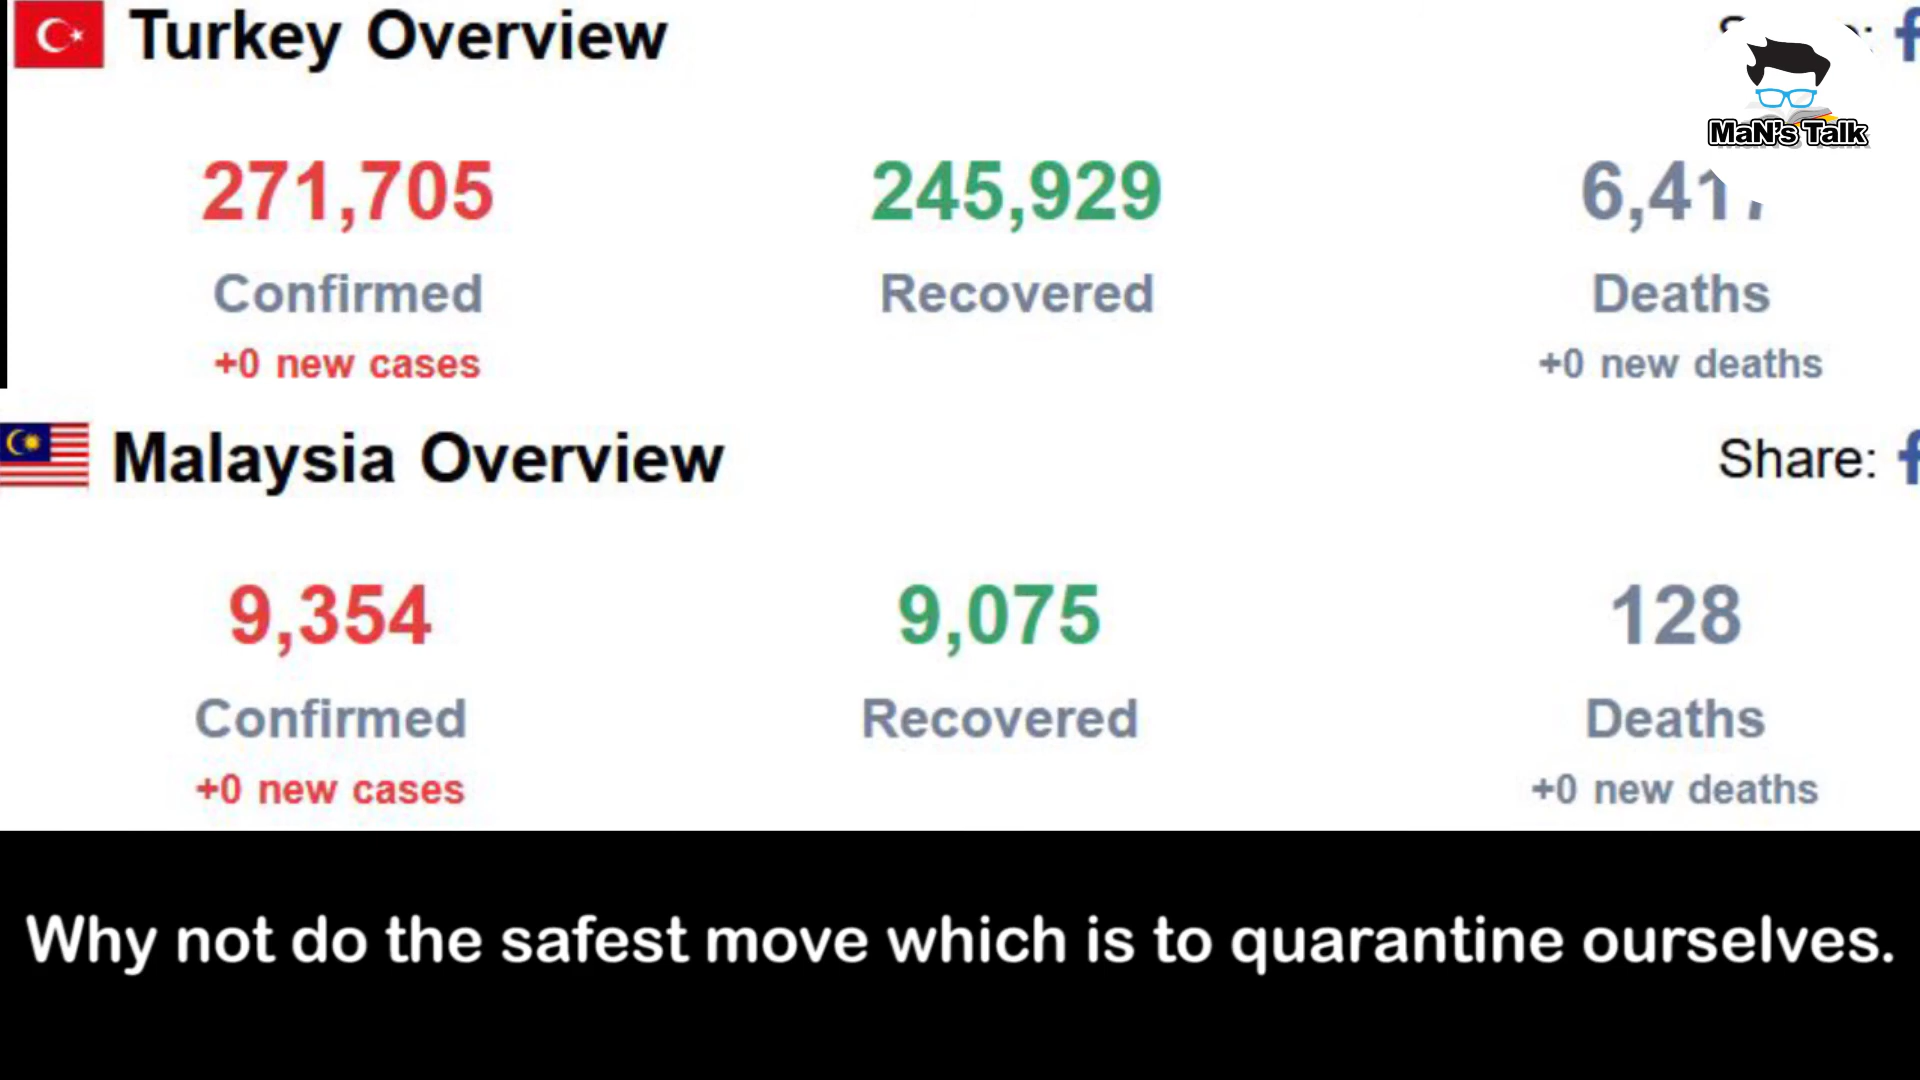 Turkey Overview
MaN's Talk
271,705 245,929
Confirmed Recovered Deaths
+0 new cases +0 new deaths
Malaysia Overview Share:
9,354 9,075 128
Confirmed Recovered Deaths
+0 new cases +0 new deaths
Why not do the safest move which is to quarantine ourselves.